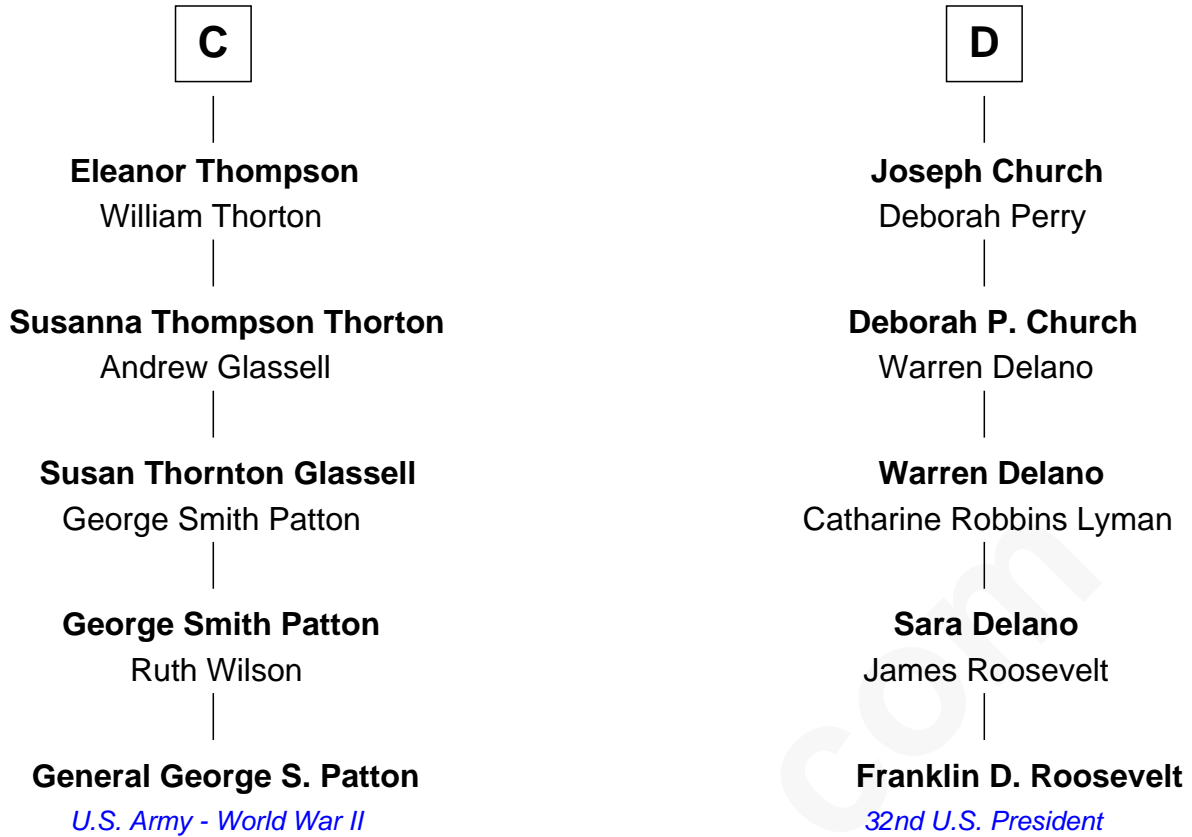 C
Eleanor Thompson
William Thorton
Susanna Thompson Thorton
Andrew Glassell
Susan Thornton Glassell
George Smith Patton
George Smith Patton
Ruth Wilson
General George S. Patton
U.S. Army - World War II
D
Joseph Church
Deborah Perry
Deborah P. Church
Warren Delano
Warren Delano
Catharine Robbins Lyman
Sara Delano
James Roosevelt
Franklin D. Roosevelt
32nd U.S. President
com